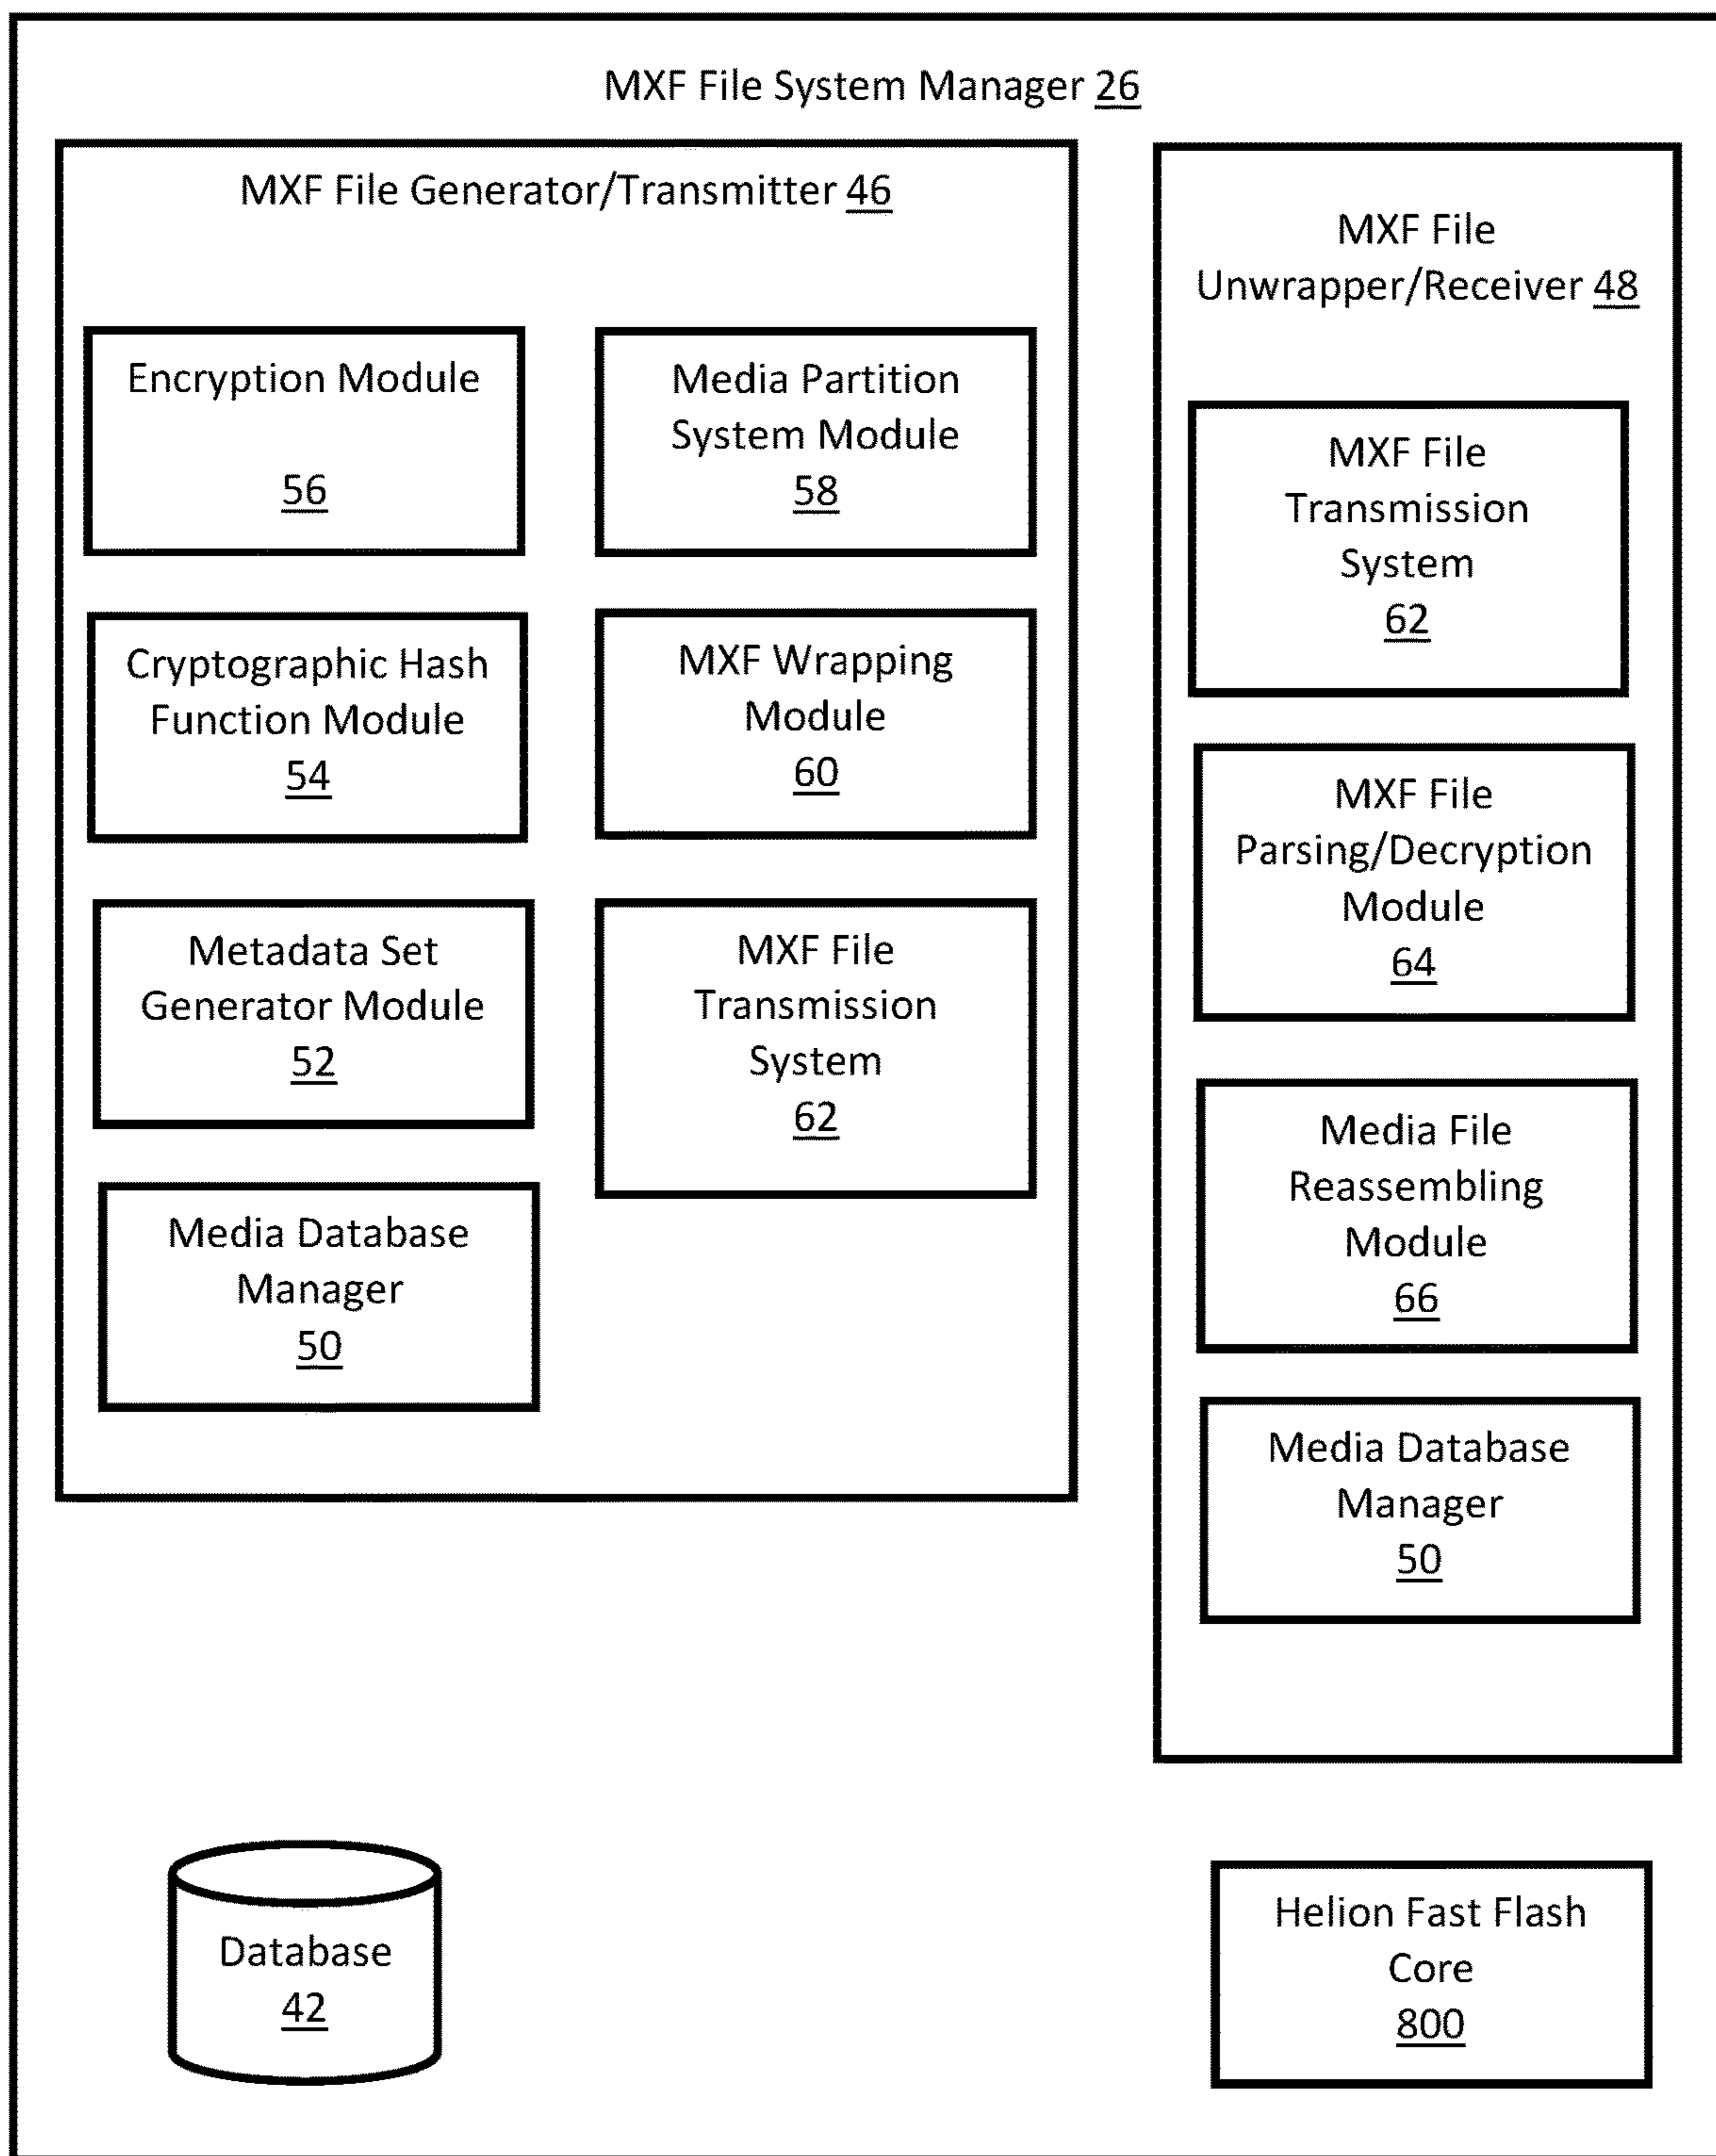 MXF File System Manager 26
MXF File Generator/Transmitter 46
Encryption Module
56
Media Partition
System Module
58
Cryptographic Hash
Function Module
54
MXF Wrapping
Module
60
Metadata Set
Generator Module
52
MXF File
Transmission
System
62
Media Database
Manager
50
MXF File
Unwrapper/Receiver 48
MXF File
Transmission
System
62
MXF File
Parsing/Decryption
Module
64
Media File
Reassembling
Module
66
Media Database
Manager
50
Database
42
Helion Fast Flash
Core
800